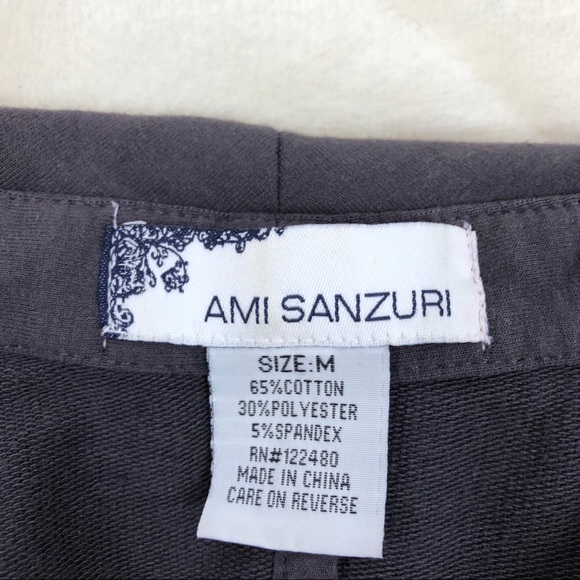 AMI SANZURI
SIZE:M
65%COTTON
30%POLYESTER
5%SPANDEX
RN#122480
MADE IN CHINA
CARE ON REVERSE